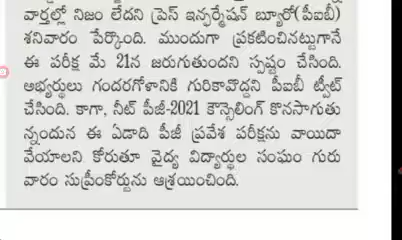 వార్తల్లో నిజం లేదని ప్రెస్ ఇన్ఫర్మేషన్ బ్యూరో(పీఐబీ)
శనివారం పేర్కొంది. ముందుగా ప్రకటించినట్టుగానే
ఈ పరీక్ష మే 21న జరుగుతుందని స్పష్టం చేసింది.
అభ్యర్థులు గందరగోళానికి గురికావొద్దని పీఐబీ ట్వీట్
చేసింది. కాగా, నీట్ పీజీ-2021 కౌన్సెలింగ్ కొనసాగుతు
న్నందున ఈ ఏడాది పీజీ ప్రవేశ పరీక్షను వాయిదా
వేయాలని కోరుతూ వైద్య విద్యార్థుల సంఘం గురు
వారం సుప్రీంకోర్టును ఆశ్రయించింది.